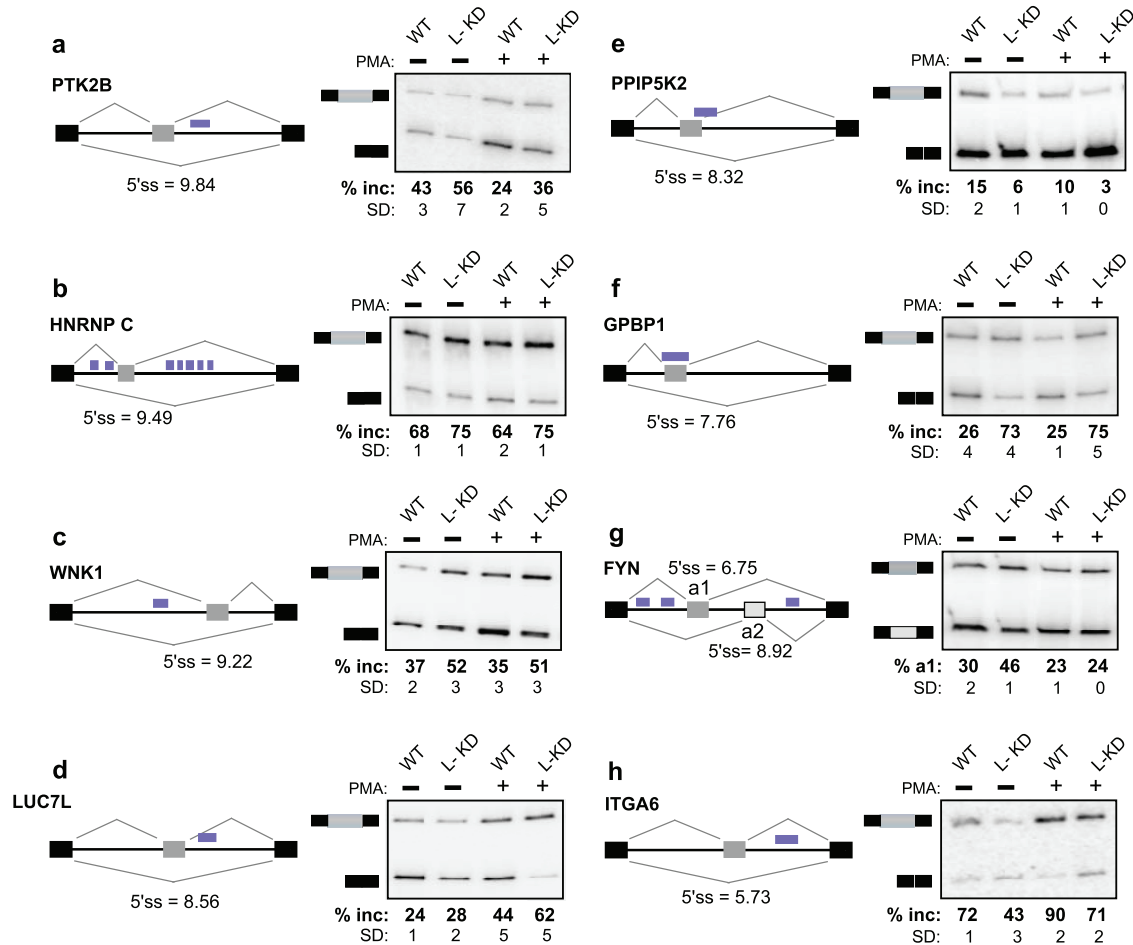 a
PTK2B
5'ss = 9.84
WT L- KD WT L-KD
PMA: − − + +
% inc: 43 56 24 36
SD: 3 7 2 5
e
PPIP5K2
5'ss = 8.32
WT L- KD WT L-KD
PMA: − − + +
% inc: 15 6 10 3
SD: 2 1 1 0
b
HNRNP C
5'ss = 9.49
WT L- KD WT L-KD
PMA: − − + +
% inc: 68 75 64 75
SD: 1 1 2 1
f
GPBP1
5'ss = 7.76
WT L- KD WT L-KD
PMA: − − + +
% inc: 26 73 25 75
SD: 4 4 1 5
c
WNK1
5'ss = 9.22
WT L- KD WT L-KD
PMA: − − + +
% inc: 37 52 35 51
SD: 2 3 3 3
g
FYN
5'ss = 6.75
a1
a2
5'ss= 8.92
WT L- KD WT L-KD
PMA: − − + +
% a1: 30 46 23 24
SD: 2 1 1 0
d
LUC7L
5'ss = 8.56
WT L- KD WT L-KD
PMA: − − + +
% inc: 24 28 44 62
SD: 1 2 5 5
h
ITGA6
5'ss = 5.73
WT L- KD WT L-KD
PMA: − − + +
% inc: 72 43 90 71
SD: 1 3 2 2